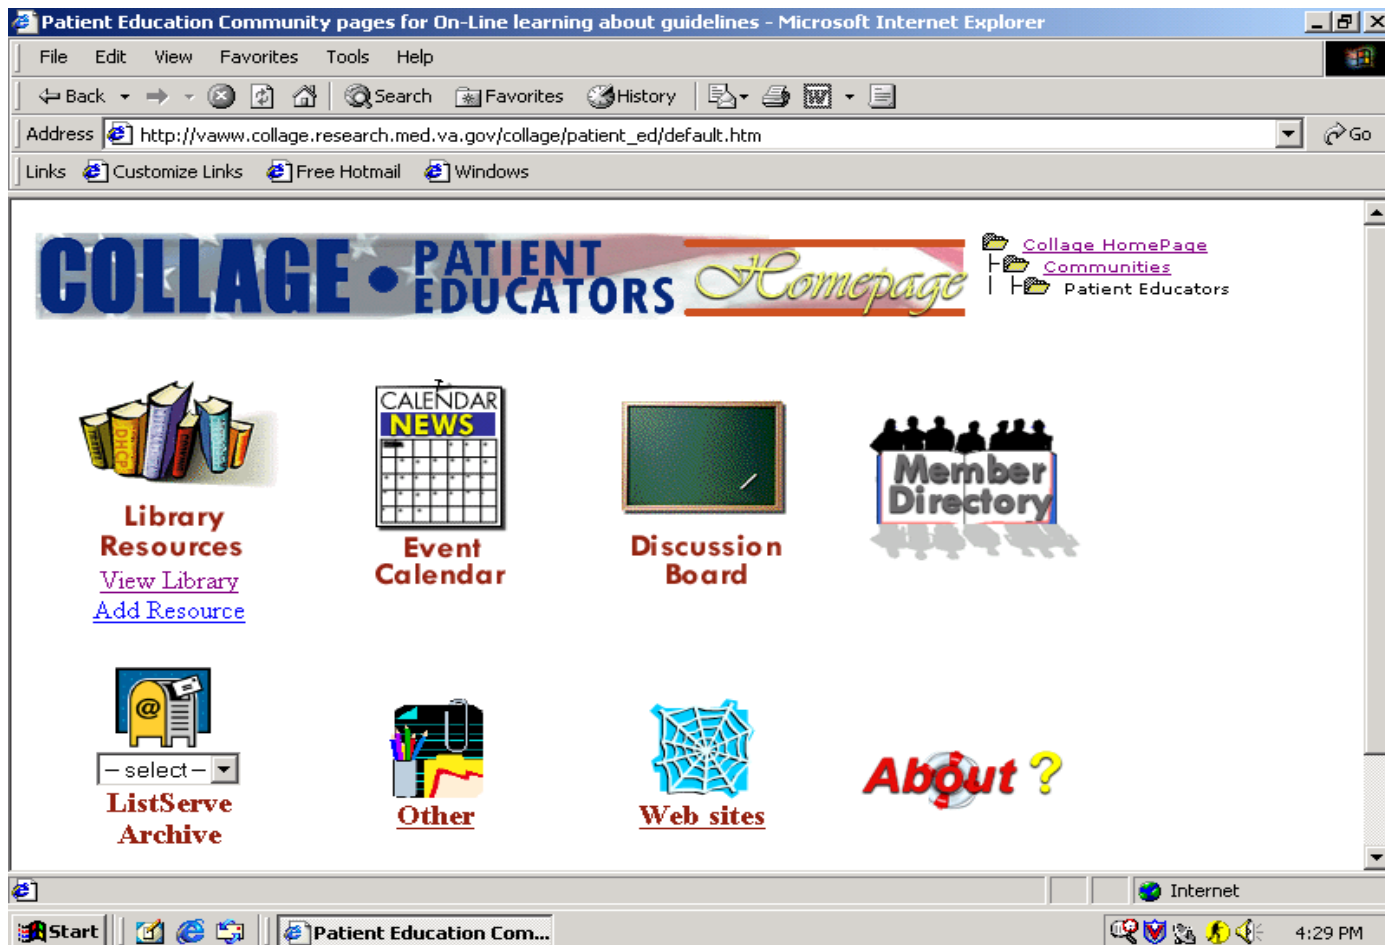 Patient Education Community pages for On-Line learning about guidelines - Microsoft Internet Explorer
File Edit View Favorites Tools Help
Back Search Favorites History
Address http://vaww.collage.research.med.va.gov/collage/patient_ed/default.htm Go
Links Customize Links Free Hotmail Windows
COLLAGE • PATIENT EDUCATORS Homepage
Collage HomePage
Communities
Patient Educators
DHCP
Library
Resources
View Library
Add Resource
CALENDAR
NEWS
Event
Calendar
Discussion
Board
Member
Directory
@
– select –
ListServe
Archive
Other
Web sites
About ?
Internet
Start Patient Education Com... 4:29 PM